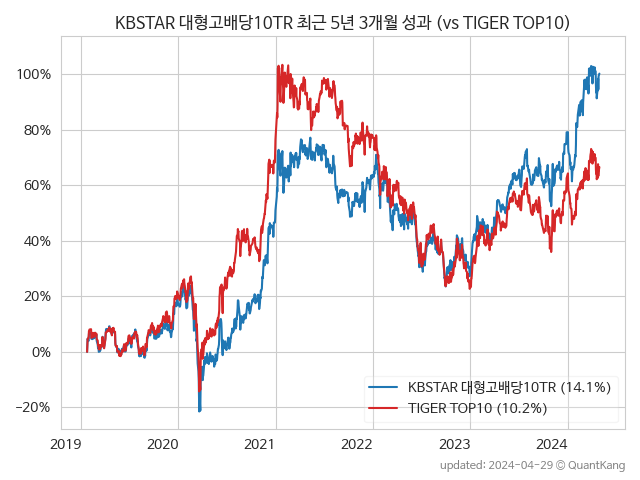 KBSTAR 대형고배당10TR 최근 5년 3개월 성과 (vs TIGER TOP10)
100%
80%
60%
40%
20%
0%
−20%
KBSTAR 대형고배당10TR (14.1%)
TIGER TOP10 (10.2%)
2019 2020 2021 2022 2023 2024
updated: 2024-04-29 © QuantKang